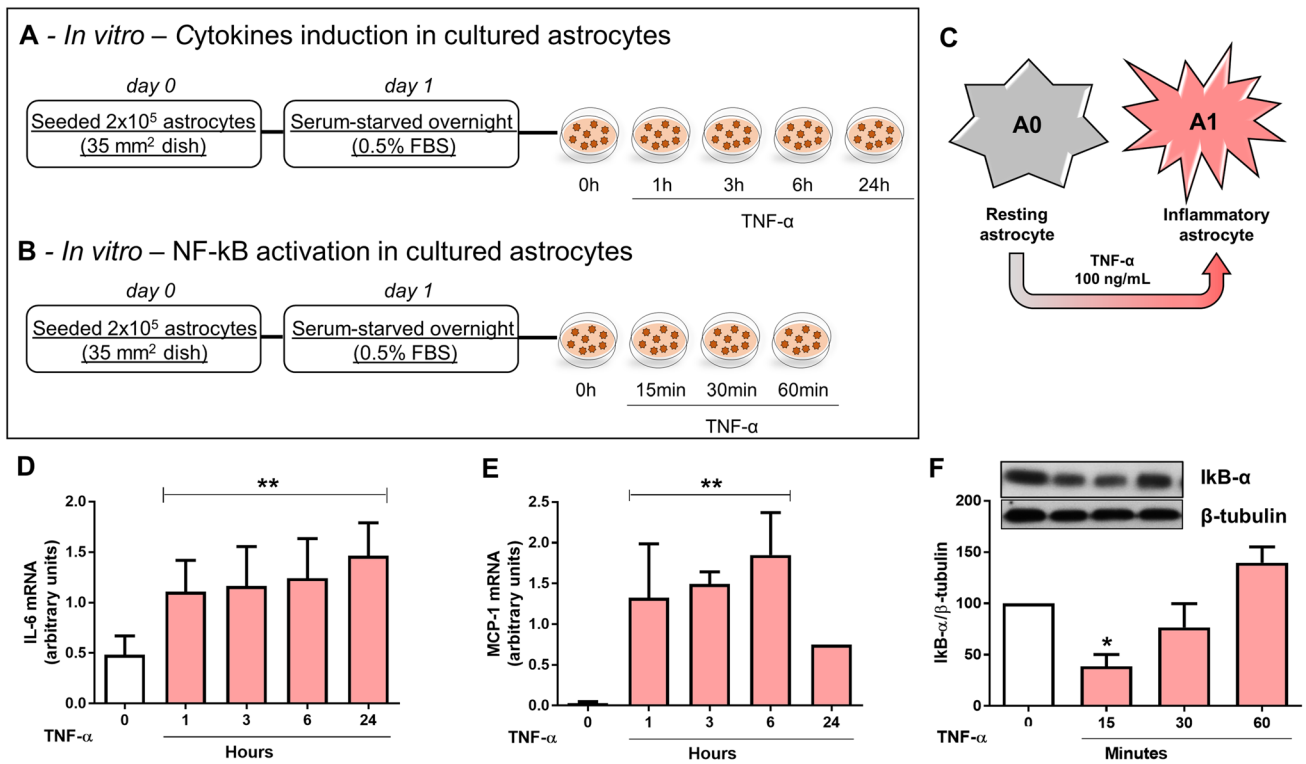 A - In vitro – Cytokines induction in cultured astrocytes
day 0
day 1
Seeded 2x10⁵ astrocytes
(35 mm² dish)
Serum-starved overnight
(0.5% FBS)
0h 1h 3h 6h 24h
TNF-α
B - In vitro – NF-kB activation in cultured astrocytes
day 0
day 1
Seeded 2x10⁵ astrocytes
(35 mm² dish)
Serum-starved overnight
(0.5% FBS)
0h 15min 30min 60min
TNF-α
C
A0
A1
Resting
astrocyte
Inflammatory
astrocyte
TNF-α
100 ng/mL
D
**
IL-6 mRNA
(arbitrary units)
2.0
1.5
1.0
0.5
0.0
0 1 3 6 24
TNF-α
Hours
E
**
MCP-1 mRNA
(arbitrary units)
2.5
2.0
1.5
1.0
0.5
0.0
0 1 3 6 24
TNF-α
Hours
F
IkB-α
β-tubulin
IkB-α/β-tubulin
200
150
100
50
0
*
0 15 30 60
TNF-α
Minutes